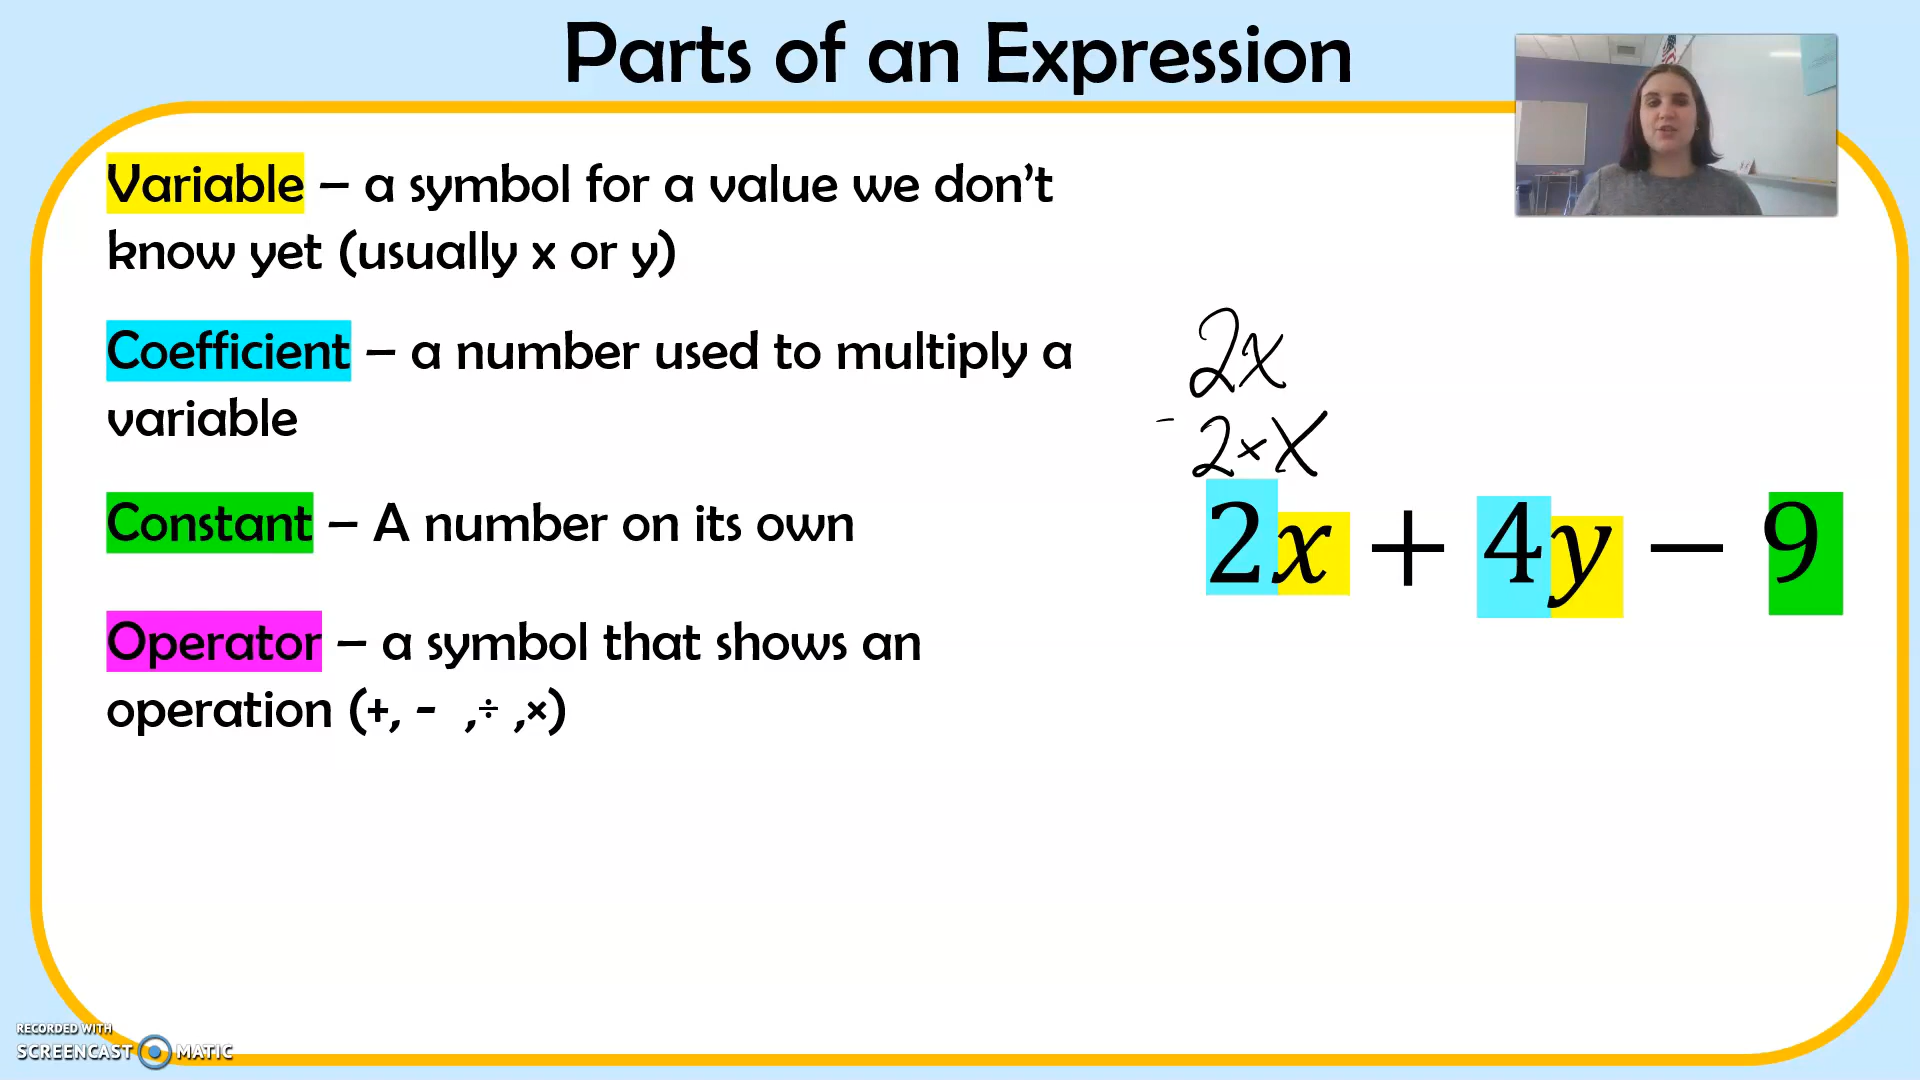 Parts of an Expression
Variable – a symbol for a value we don’t
know yet (usually x or y)
Coefficient – a number used to multiply a
variable
Constant – A number on its own
Operator – a symbol that shows an
operation (+, - ,÷ ,×)
2x
- 2×X
2x + 4y − 9
RECORDED WITH
SCREENCAST MATIC